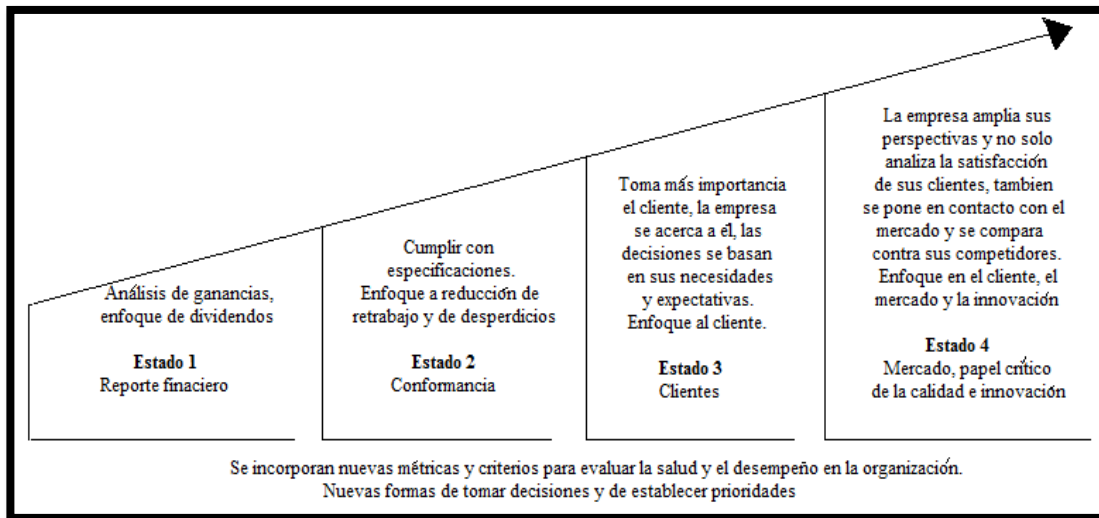 Análisis de ganancias,
enfoque de dividendos
Estado 1
Reporte finaciero
Cumplir con
especificaciones.
Enfoque a reducción de
retrabajo y de desperdicios
Estado 2
Conformancia
Toma más importancia
el cliente, la empresa
se acerca a él, las
decisiones se basan
en sus necesidades
y expectativas.
Enfoque al cliente.
Estado 3
Clientes
La empresa amplia sus
perspectivas y no solo
analiza la satisfacción
de sus clientes, tambien
se pone en contacto con el
mercado y se compara
contra sus competidores.
Enfoque en el cliente, el
mercado y la innovación
Estado 4
Mercado, papel crítico
de la calidad e innovación
Se incorporan nuevas métricas y criterios para evaluar la salud y el desempeño en la organización.
Nuevas formas de tomar decisiones y de establecer prioridades